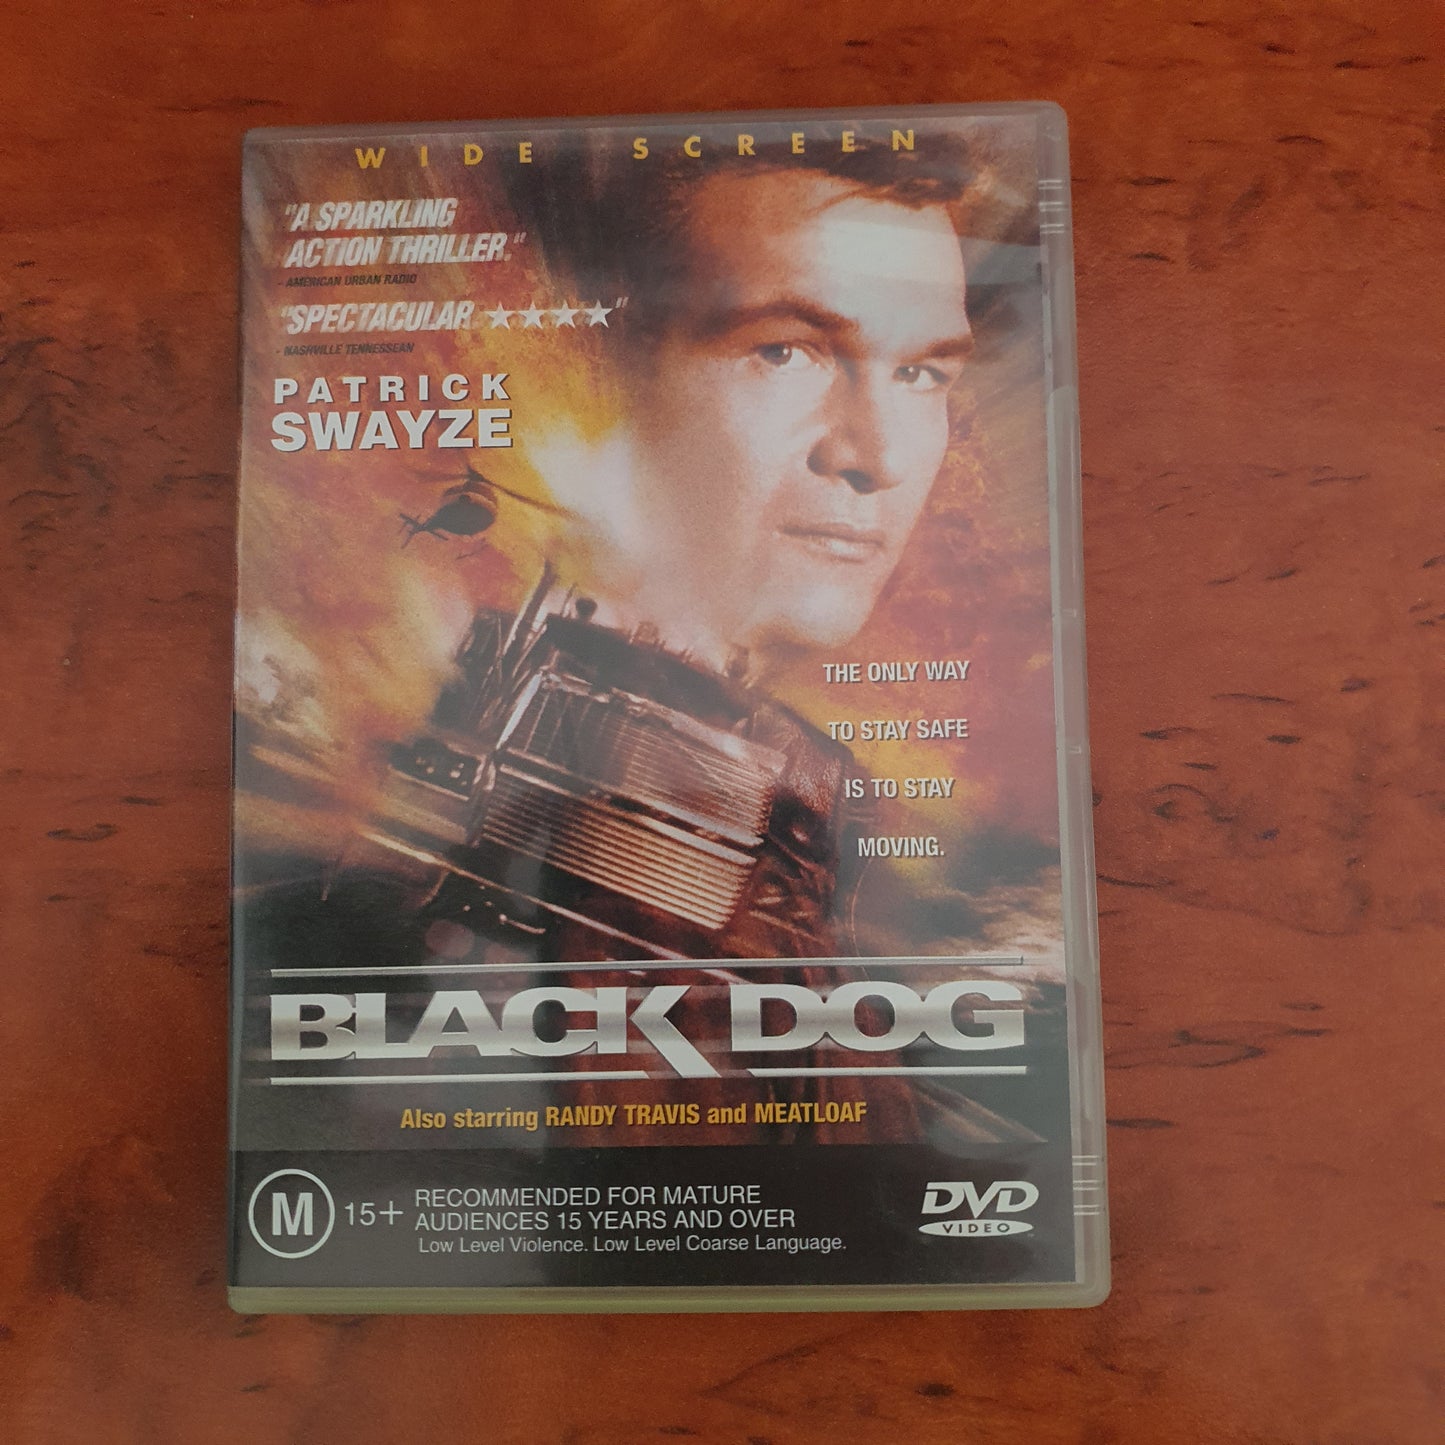 WIDE SCREEN
"A SPARKLING
ACTION THRILLER."
- AMERICAN URBAN RADIO
"SPECTACULAR ★★★★"
- NASHVILLE TENNESSEAN
PATRICK
SWAYZE
THE ONLY WAY
TO STAY SAFE
IS TO STAY
MOVING.
BLACK DOG
Also starring RANDY TRAVIS and MEATLOAF
M 15+ RECOMMENDED FOR MATURE
AUDIENCES 15 YEARS AND OVER
Low Level Violence. Low Level Coarse Language.
DVD
VIDEO